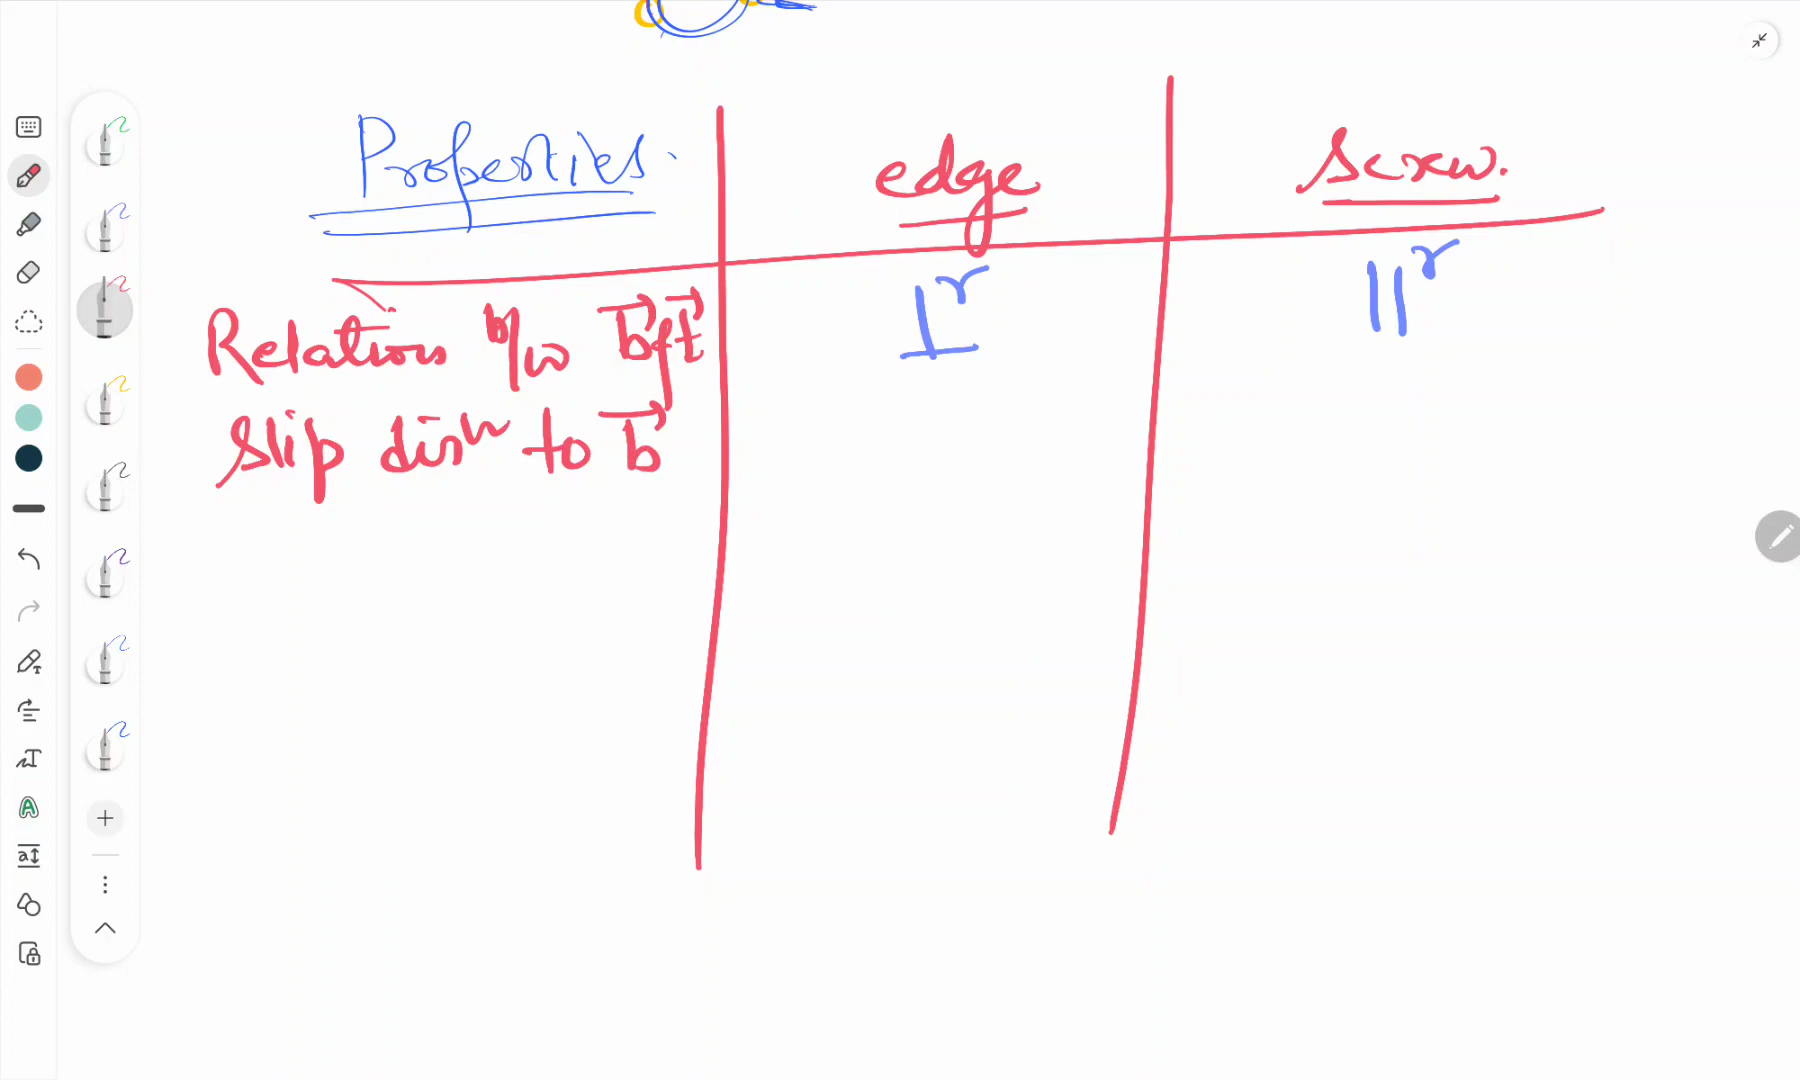 Properties. edge screw.
Relation b/w b & t ⊥r ||r
slip dirn to b